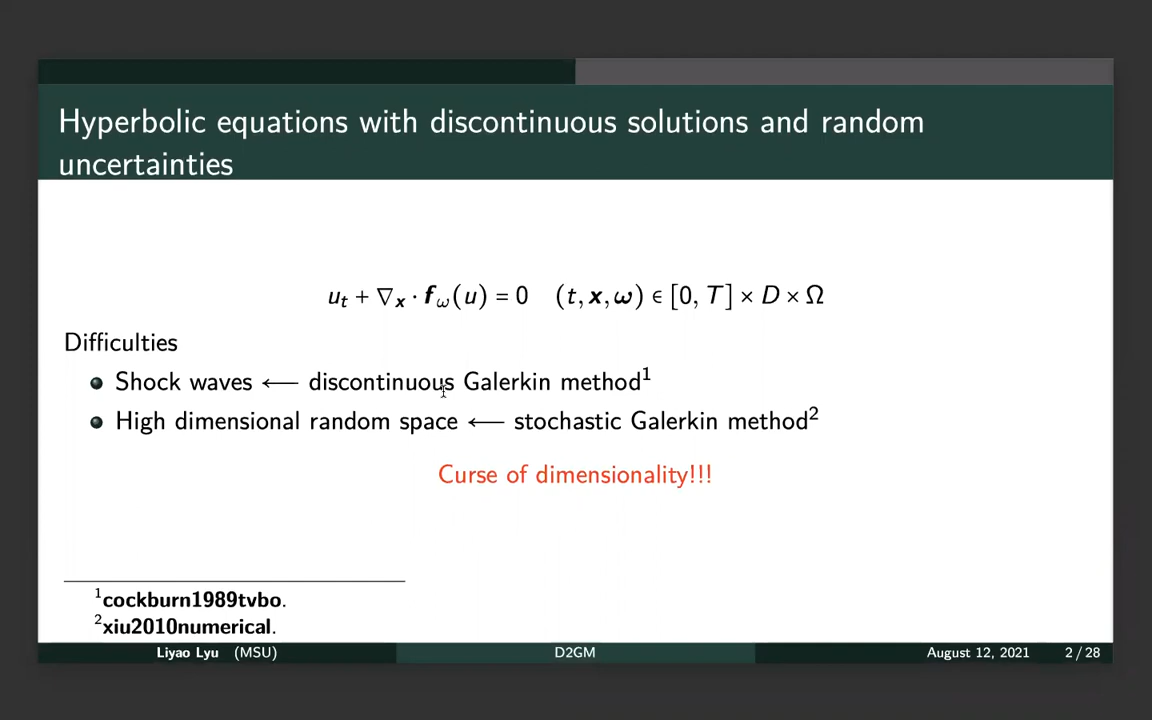 Hyperbolic equations with discontinuous solutions and random
uncertainties
u_t + ∇_x · f_ω(u) = 0 (t, x, ω) ∈ [0, T] × D × Ω
Difficulties
Shock waves ⟵ discontinuous Galerkin method¹
High dimensional random space ⟵ stochastic Galerkin method²
Curse of dimensionality!!!
¹cockburn1989tvbo.
²xiu2010numerical.
Liyao Lyu (MSU) D2GM August 12, 2021 2 / 28